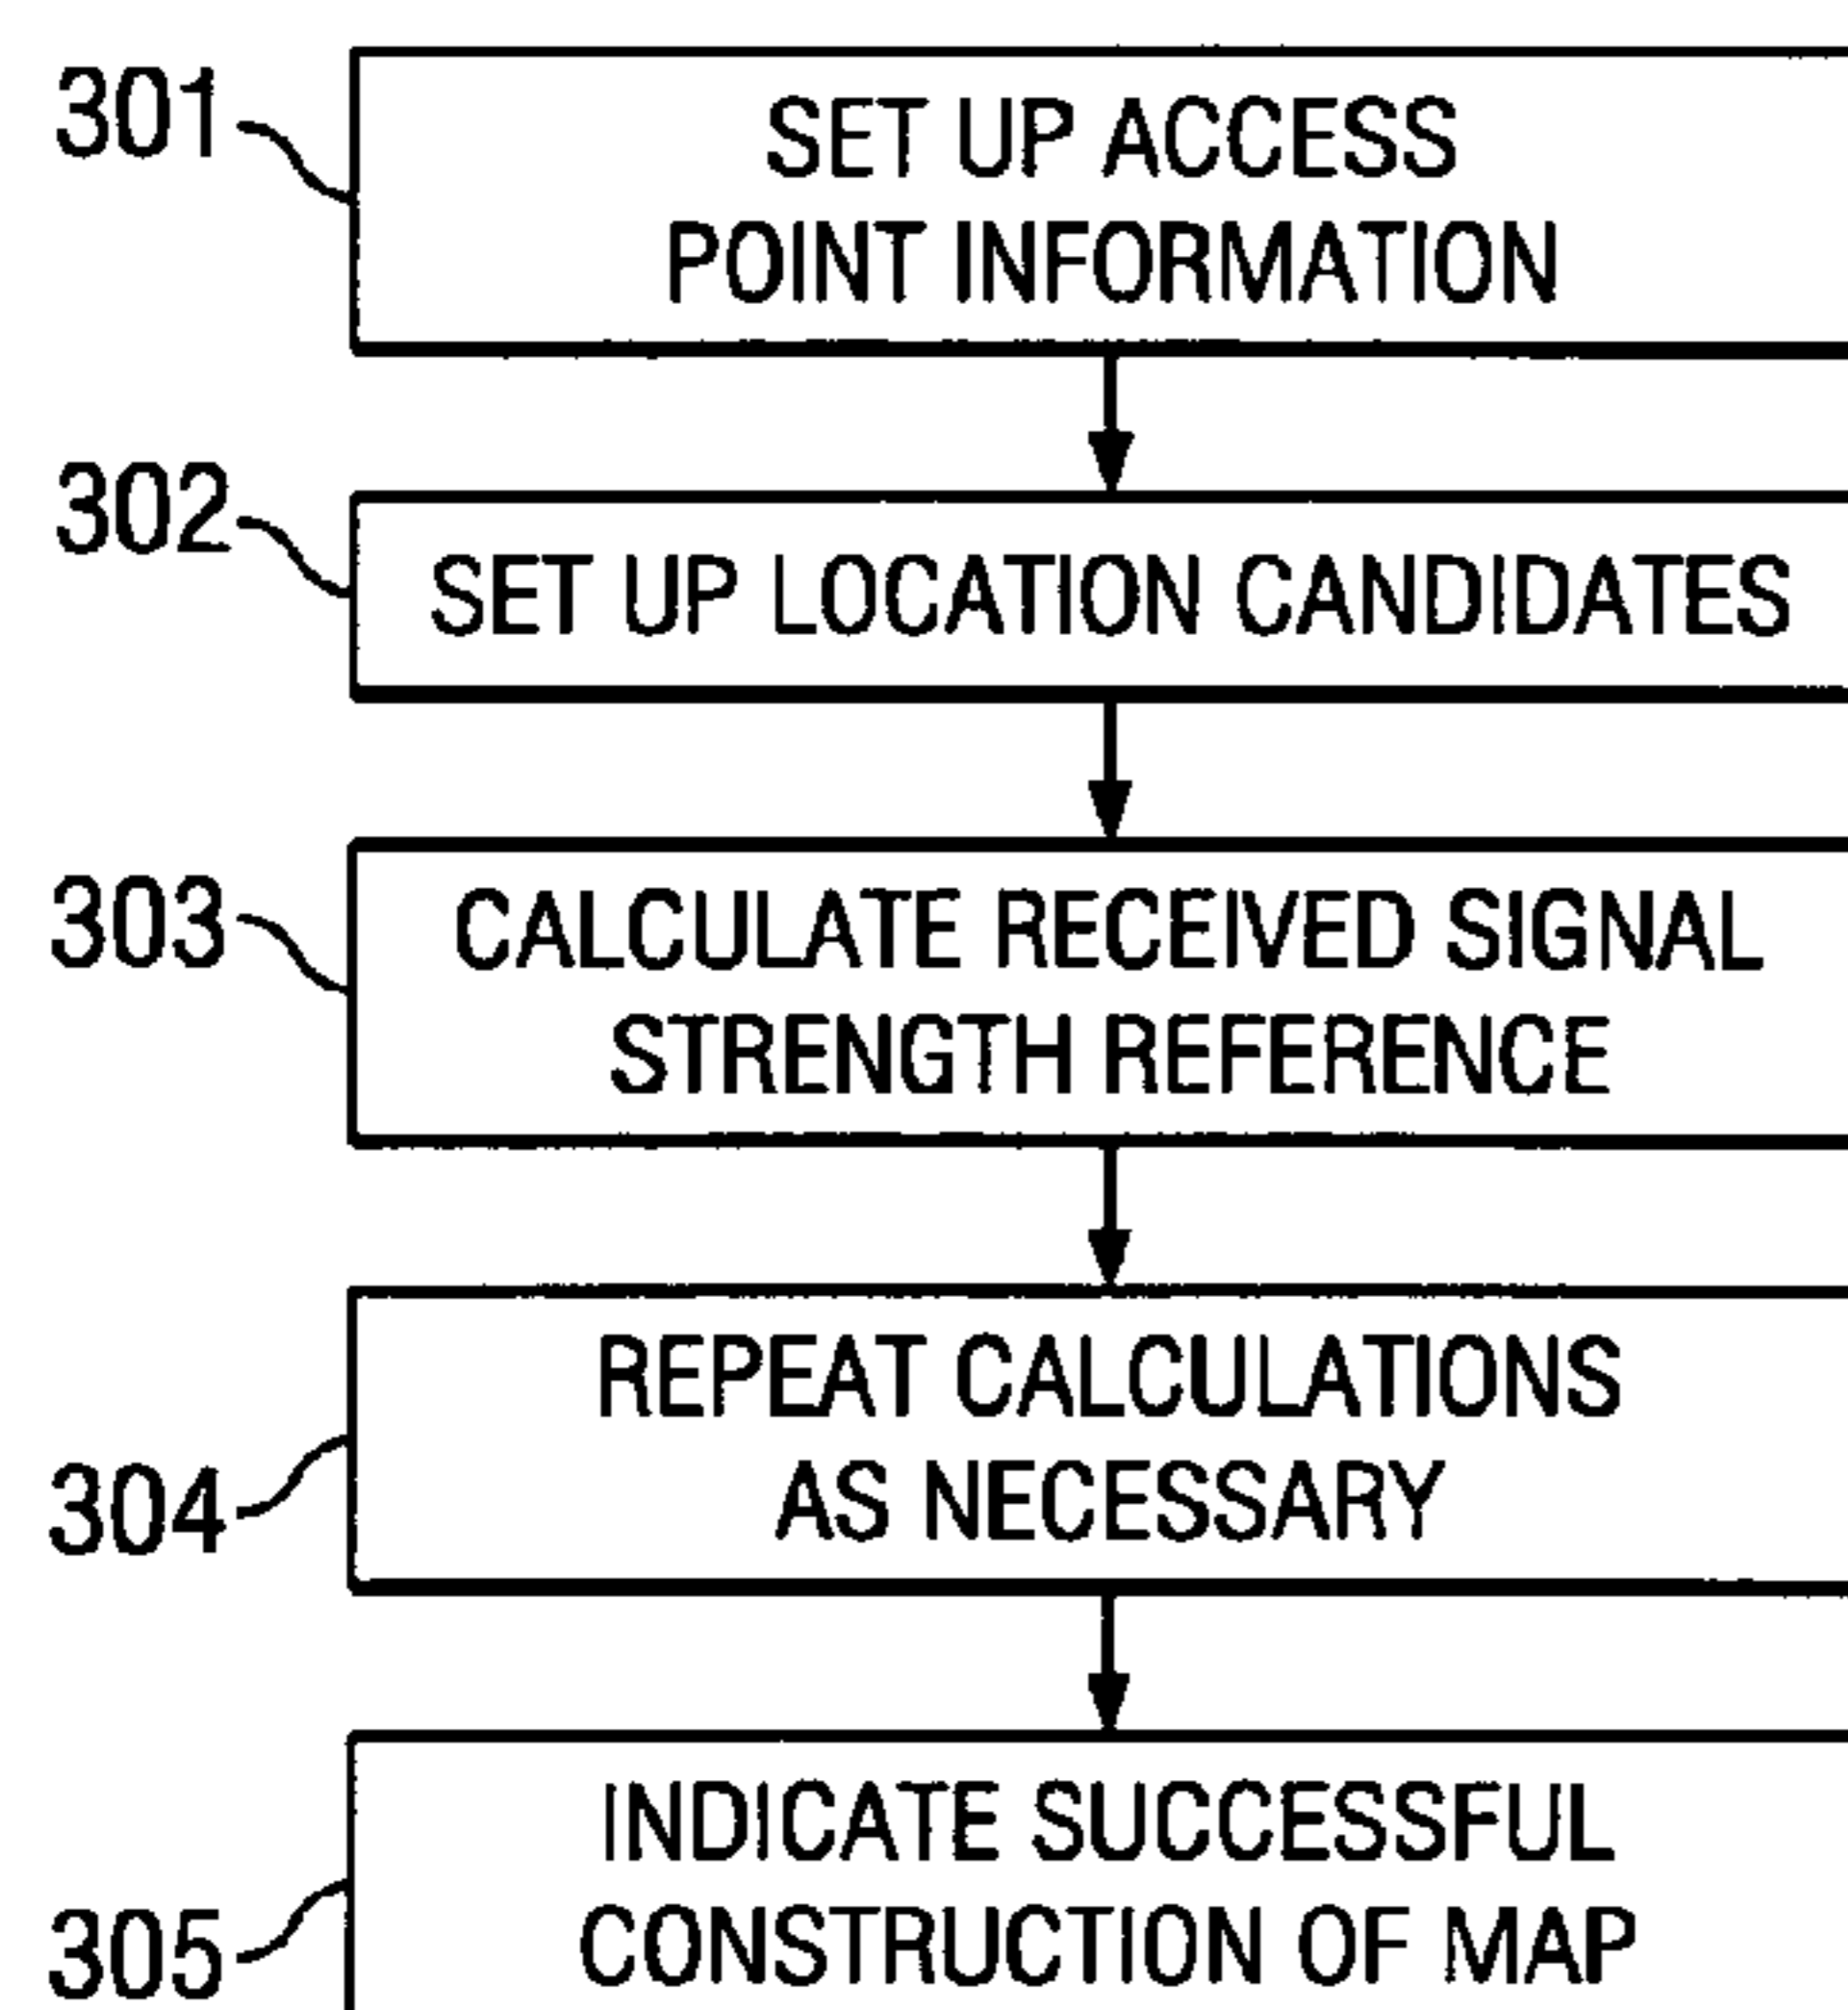 301
SET UP ACCESS
POINT INFORMATION
302
SET UP LOCATION CANDIDATES
303
CALCULATE RECEIVED SIGNAL
STRENGTH REFERENCE
304
REPEAT CALCULATIONS
AS NECESSARY
305
INDICATE SUCCESSFUL
CONSTRUCTION OF MAP